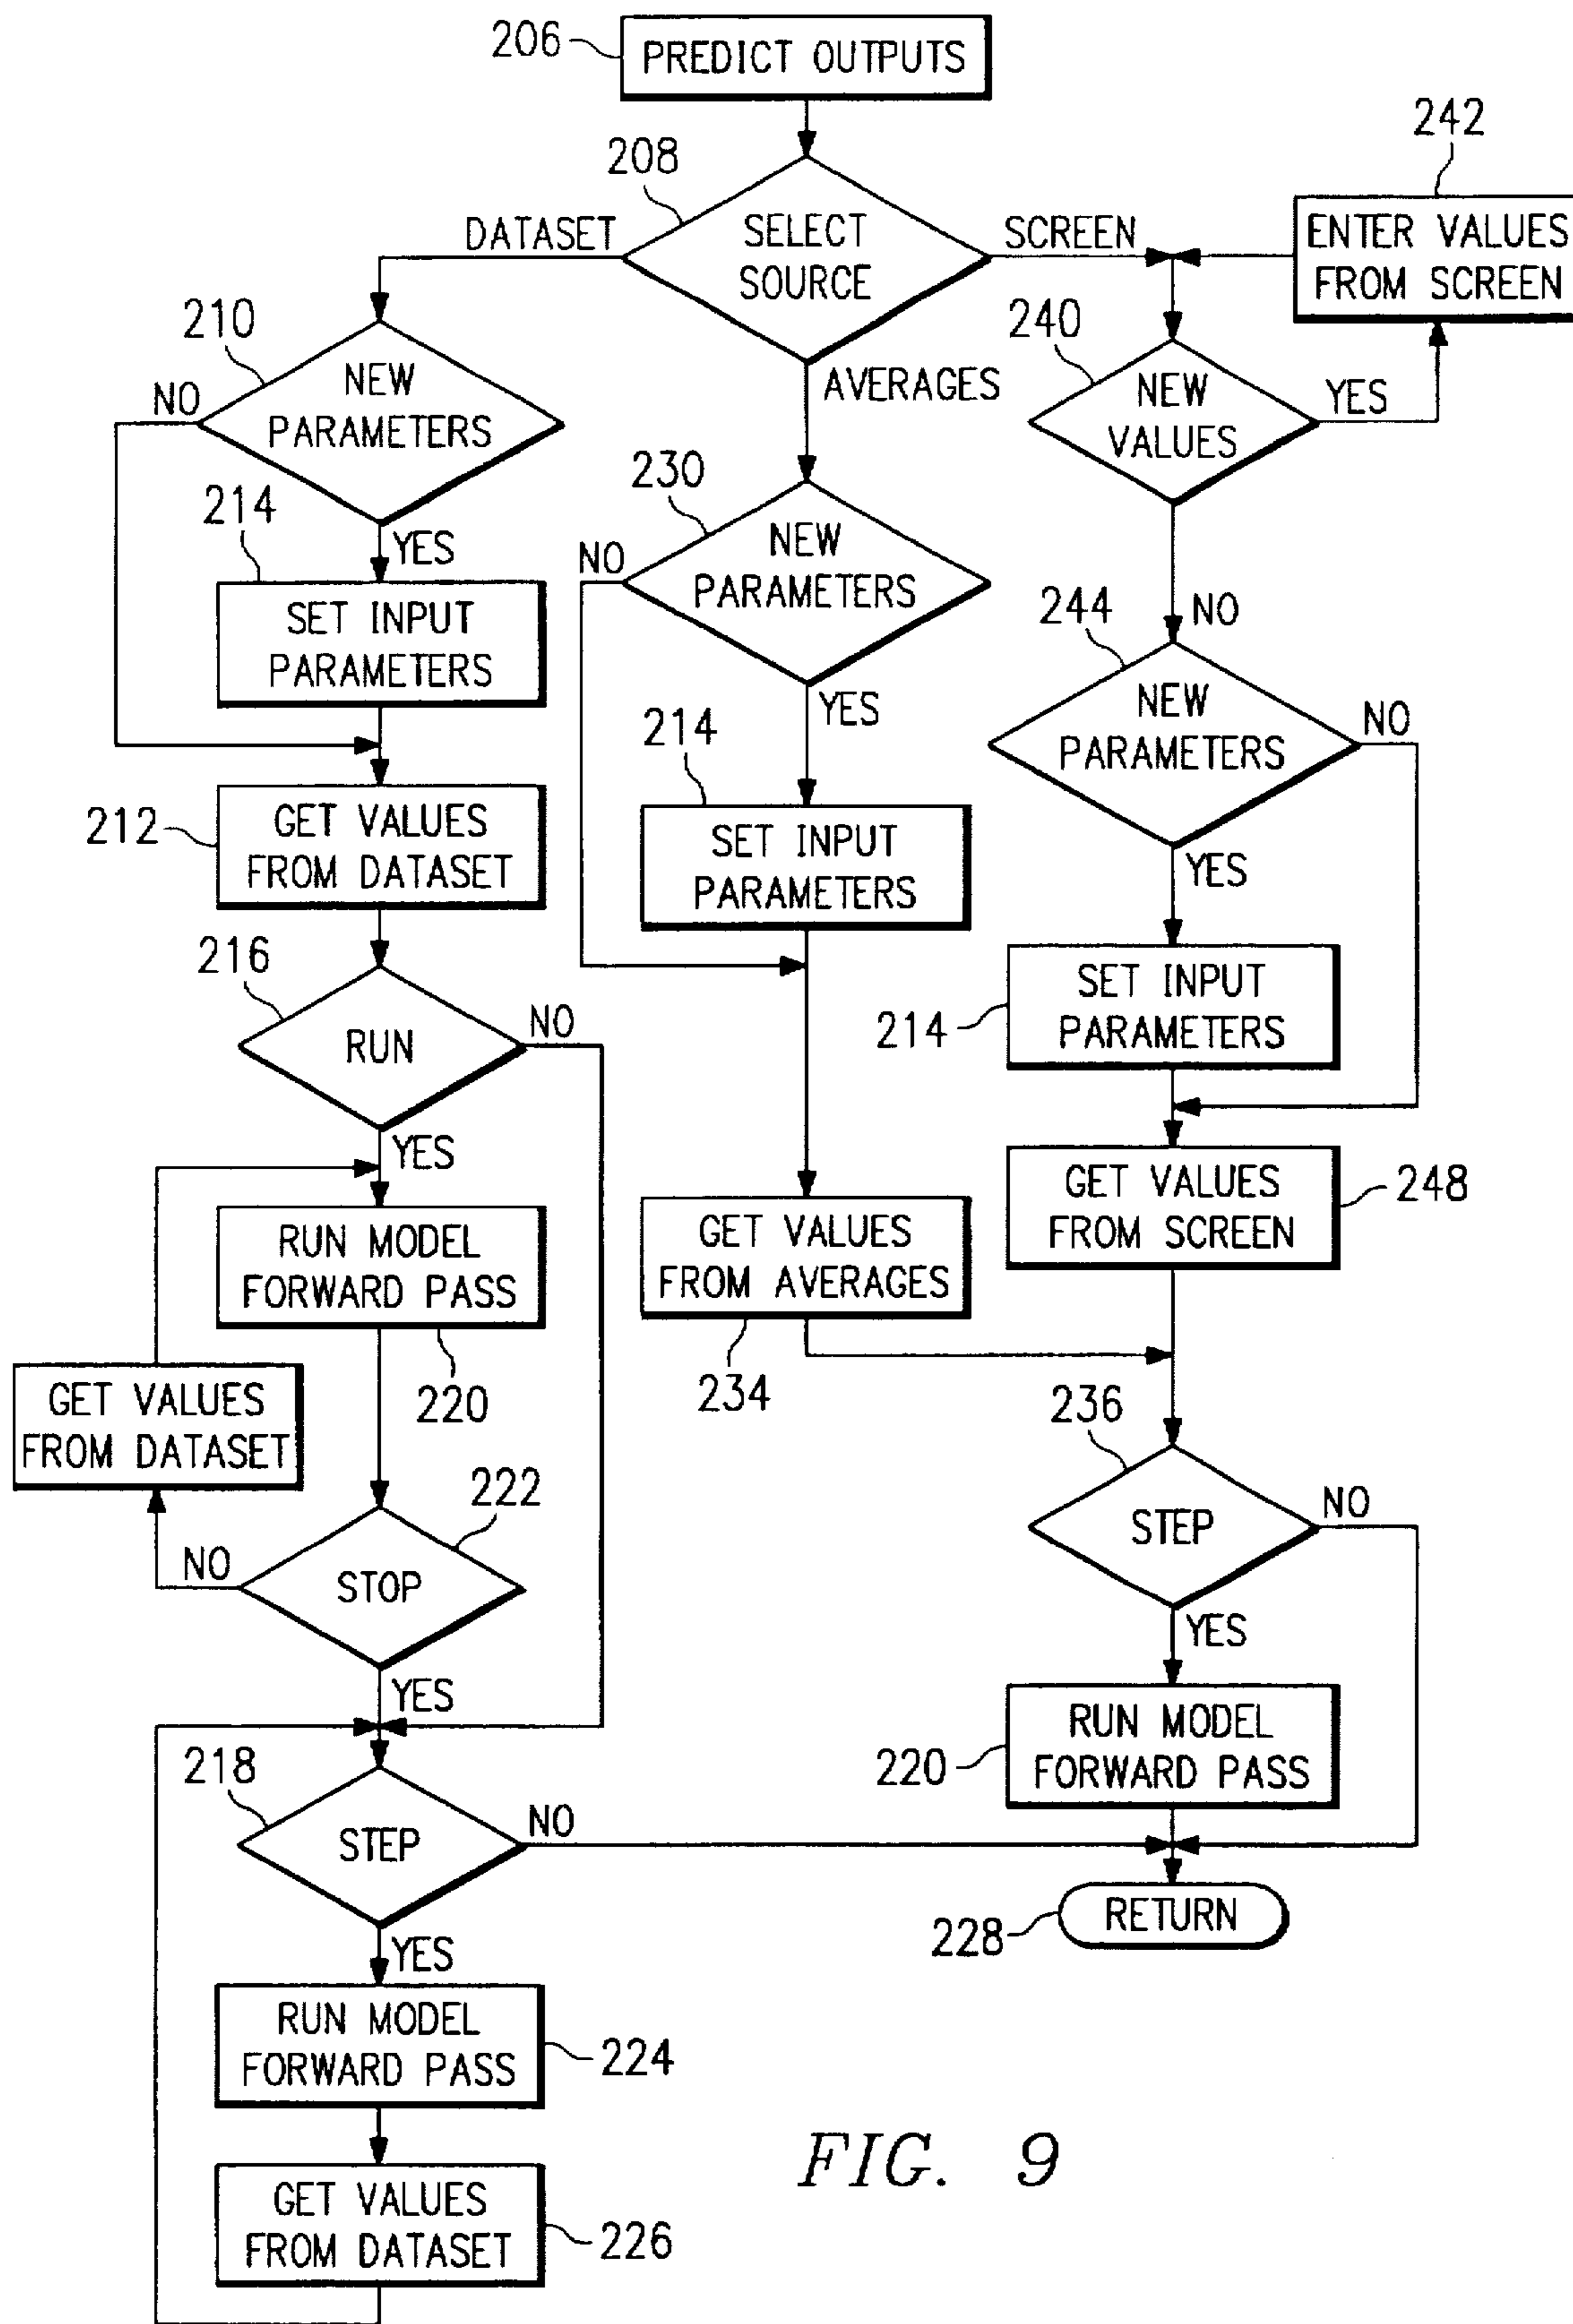 206
PREDICT OUTPUTS
208
242
DATASET
SELECT
SOURCE
SCREEN
ENTER VALUES
FROM SCREEN
210
NO
NEW
PARAMETERS
AVERAGES
240
NEW
VALUES
YES
214
YES
SET INPUT
PARAMETERS
230
NO
NEW
PARAMETERS
YES
244
NO
NEW
PARAMETERS
NO
212
GET VALUES
FROM DATASET
214
SET INPUT
PARAMETERS
YES
216
RUN
NO
YES
214
SET INPUT
PARAMETERS
RUN MODEL
FORWARD PASS
220
GET VALUES
FROM AVERAGES
234
GET VALUES
FROM SCREEN
248
GET VALUES
FROM DATASET
222
NO
STOP
YES
236
STEP
NO
YES
218
STEP
NO
220
RUN MODEL
FORWARD PASS
YES
228
RETURN
RUN MODEL
FORWARD PASS
224
GET VALUES
FROM DATASET
226
FIG. 9